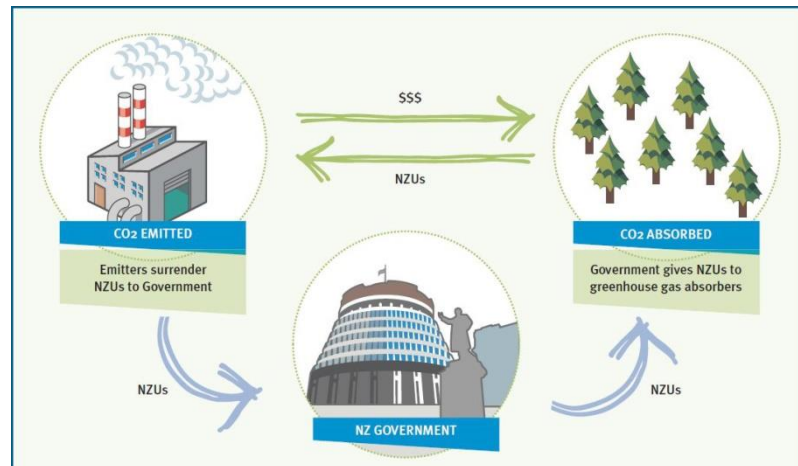 $$$
NZUs
CO2 EMITTED
Emitters surrender
NZUs to Government
CO2 ABSORBED
Government gives NZUs to
greenhouse gas absorbers
NZUs
NZUs
NZ GOVERNMENT